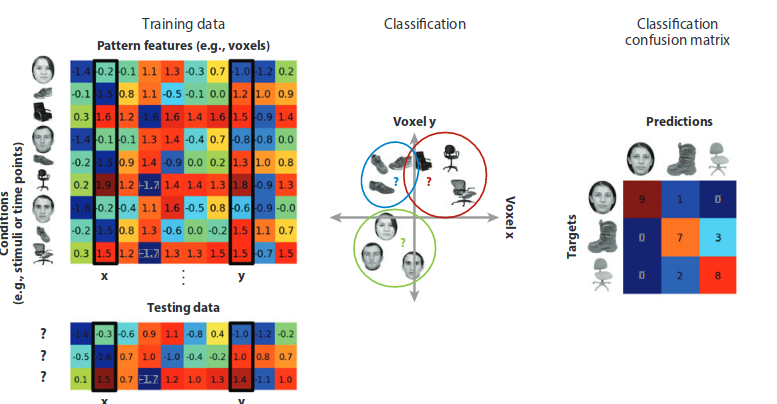 Training data
Pattern features (e.g., voxels)
-1.4 -0.2 -0.1 1.1 1.3 -0.3 0.7 -1.0 -1.2 0.2
-0.1 -1.5 0.8 1.1 -0.5 -0.1 0.0 1.2 1.0 0.9
0.3 1.6 1.2 -1.6 1.6 1.4 1.6 1.5 -0.9 1.4
-1.4 -0.1 -0.1 1.3 1.4 -0.4 0.7 -0.8 -0.8 0.0
-0.2 -1.5 0.9 1.4 -0.9 0.0 0.2 1.3 1.0 0.8
0.2 1.9 1.2 -1.7 1.4 1.4 1.3 1.8 -0.9 1.3
-1.6 -0.2 -0.4 1.1 1.6 -0.5 0.8 -0.6 -0.9 -0.0
-0.2 -1.5 0.8 1.3 -0.6 0.0 -0.2 1.5 1.1 0.7
0.3 1.5 1.2 -1.7 1.3 1.3 1.5 1.5 -0.7 1.5
x ⋮ y
Conditions
(e.g., stimuli or time points)
Testing data
? -1.6 -0.3 -0.6 0.9 1.1 -0.8 0.4 -1.0 -1.2 -0.2
? -0.5 -1.6 0.7 1.0 -1.0 -0.4 -0.2 1.0 0.8 0.7
? 0.1 1.5 0.7 -1.7 1.2 1.0 1.3 1.4 -1.1 1.0
x y
Classification
Voxel y
? ?
?
Voxel x
Classification
confusion matrix
Predictions
Targets
9 1 0
0 7 3
0 2 8